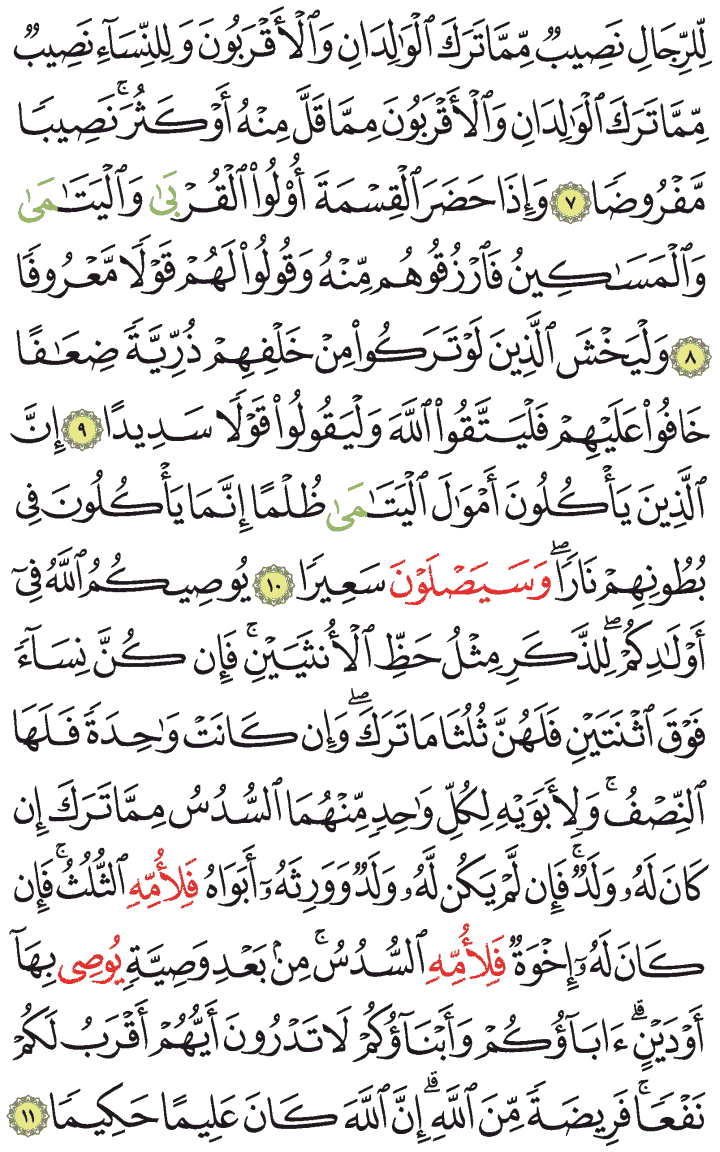 لِّلرِّجَالِ نَصِيبٌ مِّمَّا تَرَكَ ٱلْوَٰلِدَانِ وَٱلْأَقْرَبُونَ وَلِلنِّسَآءِ نَصِيبٌ
مِّمَّا تَرَكَ ٱلْوَٰلِدَانِ وَٱلْأَقْرَبُونَ مِمَّا قَلَّ مِنْهُ أَوْ كَثُرَ ۚ نَصِيبًا
مَّفْرُوضًا ٧ وَإِذَا حَضَرَ ٱلْقِسْمَةَ أُو۟لُوا۟ ٱلْقُرْبَىٰ وَٱلْيَتَـٰمَىٰ
وَٱلْمَسَـٰكِينُ فَٱرْزُقُوهُم مِّنْهُ وَقُولُوا۟ لَهُمْ قَوْلًا مَّعْرُوفًا
٨ وَلْيَخْشَ ٱلَّذِينَ لَوْ تَرَكُوا۟ مِنْ خَلْفِهِمْ ذُرِّيَّةً ضِعَـٰفًا
خَافُوا۟ عَلَيْهِمْ فَلْيَتَّقُوا۟ ٱللَّهَ وَلْيَقُولُوا۟ قَوْلًا سَدِيدًا ٩ إِنَّ
ٱلَّذِينَ يَأْكُلُونَ أَمْوَٰلَ ٱلْيَتَـٰمَىٰ ظُلْمًا إِنَّمَا يَأْكُلُونَ فِى
بُطُونِهِمْ نَارًا ۖ وَسَيَصْلَوْنَ سَعِيرًا ١٠ يُوصِيكُمُ ٱللَّهُ فِىٓ
أَوْلَـٰدِكُمْ ۖ لِلذَّكَرِ مِثْلُ حَظِّ ٱلْأُنثَيَيْنِ ۚ فَإِن كُنَّ نِسَآءً
فَوْقَ ٱثْنَتَيْنِ فَلَهُنَّ ثُلُثَا مَا تَرَكَ ۖ وَإِن كَانَتْ وَٰحِدَةً فَلَهَا
ٱلنِّصْفُ ۚ وَلِأَبَوَيْهِ لِكُلِّ وَٰحِدٍ مِّنْهُمَا ٱلسُّدُسُ مِمَّا تَرَكَ إِن
كَانَ لَهُۥ وَلَدٌ ۚ فَإِن لَّمْ يَكُن لَّهُۥ وَلَدٌ وَوَرِثَهُۥٓ أَبَوَاهُ فَلِأُمِّهِ ٱلثُّلُثُ ۚ فَإِن
كَانَ لَهُۥٓ إِخْوَةٌ فَلِأُمِّهِ ٱلسُّدُسُ ۚ مِنۢ بَعْدِ وَصِيَّةٍ يُوصِى بِهَآ
أَوْ دَيْنٍ ۗ ءَابَآؤُكُمْ وَأَبْنَآؤُكُمْ لَا تَدْرُونَ أَيُّهُمْ أَقْرَبُ لَكُمْ
نَفْعًا ۚ فَرِيضَةً مِّنَ ٱللَّهِ ۗ إِنَّ ٱللَّهَ كَانَ عَلِيمًا حَكِيمًا ١١